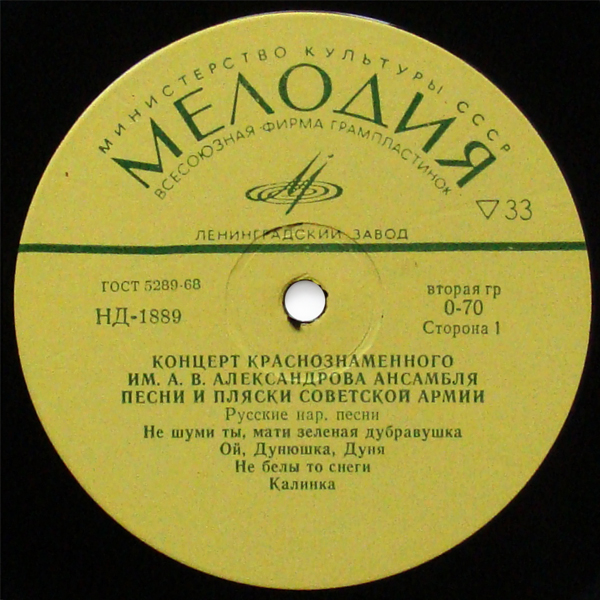 МИНИСТЕРСТВО КУЛЬТУРЫ СССР
МЕЛОДИЯ
ВСЕСОЮЗНАЯ ФИРМА ГРАМПЛАСТИНОК
▽33
ЛЕНИНГРАДСКИЙ ЗАВОД
ГОСТ 5289-68
НД-1889
вторая гр
0-70
Сторона 1
КОНЦЕРТ КРАСНОЗНАМЕННОГО
ИМ. А. В. АЛЕКСАНДРОВА АНСАМБЛЯ
ПЕСНИ И ПЛЯСКИ СОВЕТСКОЙ АРМИИ
Русские нар. песни
Не шуми ты, мати зеленая дубравушка
Ой, Дунюшка, Дуня
Не белы то снеги
Калинка